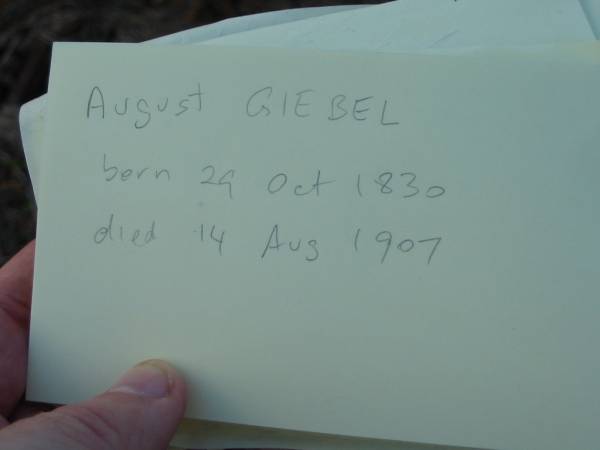 August GIEBEL
born 29 Oct 1830
died 14 Aug 1907